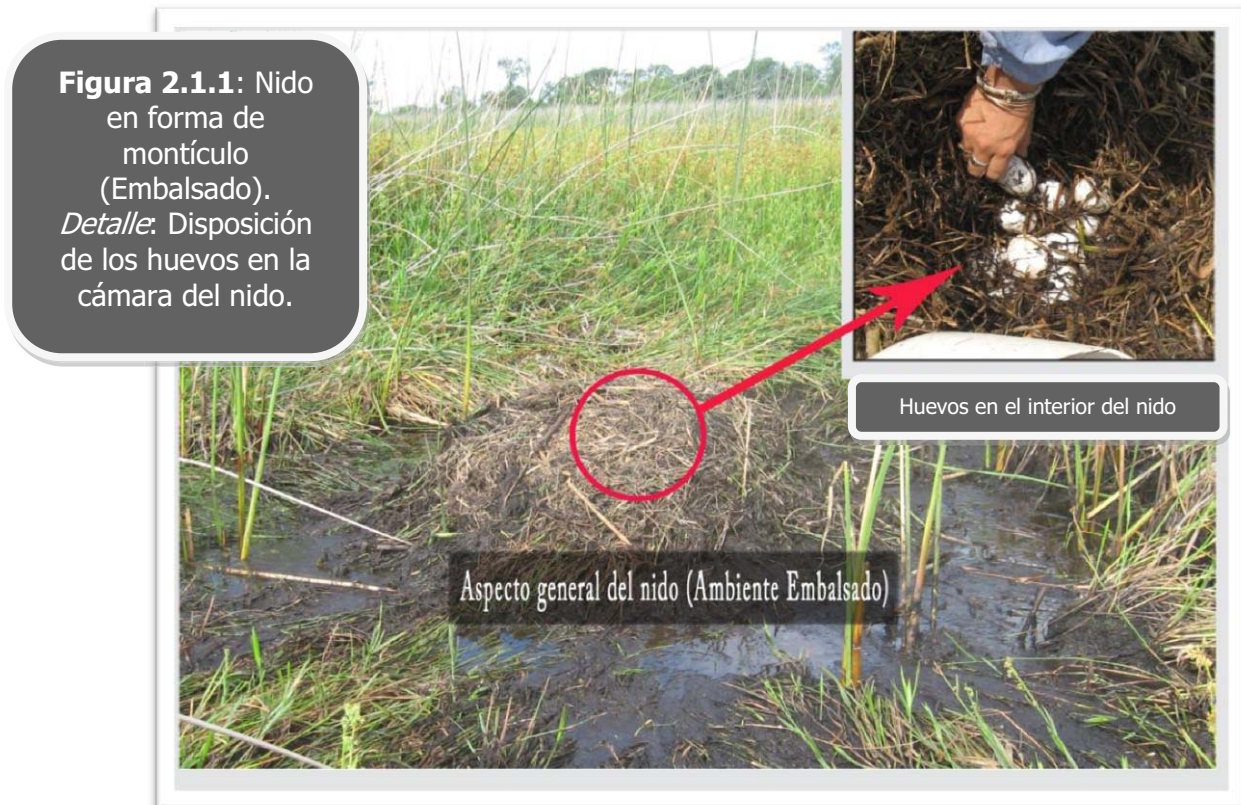 Figura 2.1.1: Nido
en forma de
montículo
(Embalsado).
Detalle: Disposición
de los huevos en la
cámara del nido.
Huevos en el interior del nido
Aspecto general del nido (Ambiente Embalsado)